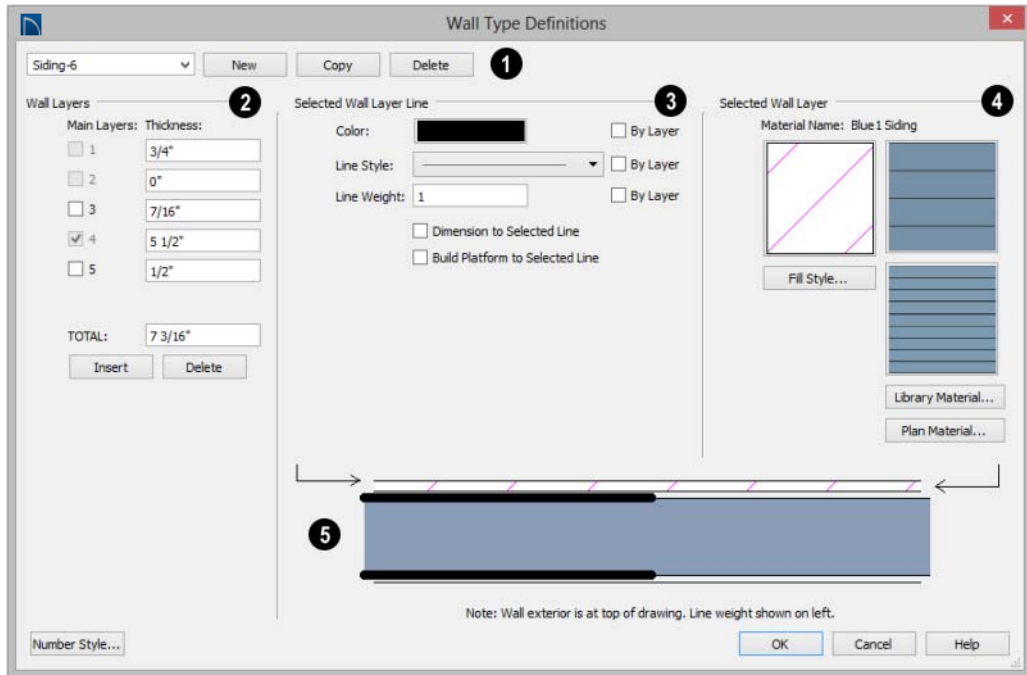 Wall Type Definitions
Siding-6 New Copy Delete 1
Wall Layers 2
Main Layers: Thickness:
1 3/4"
2 0"
3 7/16"
4 5 1/2"
5 1/2"
TOTAL: 7 3/16"
Insert Delete
Selected Wall Layer Line 3
Color: By Layer
Line Style: By Layer
Line Weight: 1 By Layer
Dimension to Selected Line
Build Platform to Selected Line
Selected Wall Layer 4
Material Name: Blue1 Siding
Fill Style...
Library Material...
Plan Material...
5
Note: Wall exterior is at top of drawing. Line weight shown on left.
Number Style... OK Cancel Help